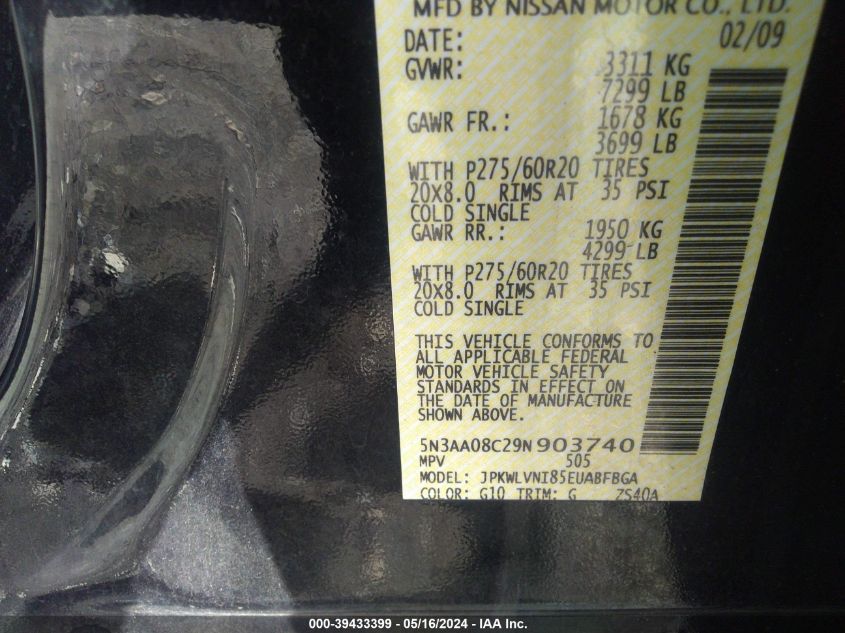 MFD BY NISSAN MOTOR CO., LTD.
DATE: 02/09
GVWR: 3311 KG
7299 LB
GAWR FR.: 1678 KG
3699 LB
WITH P275/60R20 TIRES
20X8.0 RIMS AT 35 PSI
COLD SINGLE
GAWR RR.: 1950 KG
4299 LB
WITH P275/60R20 TIRES
20X8.0 RIMS AT 35 PSI
COLD SINGLE
THIS VEHICLE CONFORMS TO
ALL APPLICABLE FEDERAL
MOTOR VEHICLE SAFETY
STANDARDS IN EFFECT ON
THE DATE OF MANUFACTURE
SHOWN ABOVE.
5N3AA08C29N903740
MPV 505
MODEL: JPKWLVNI85EUABFBGA
COLOR: G10 TRIM: G ZS40A
000-39433399 - 05/16/2024 - IAA Inc.